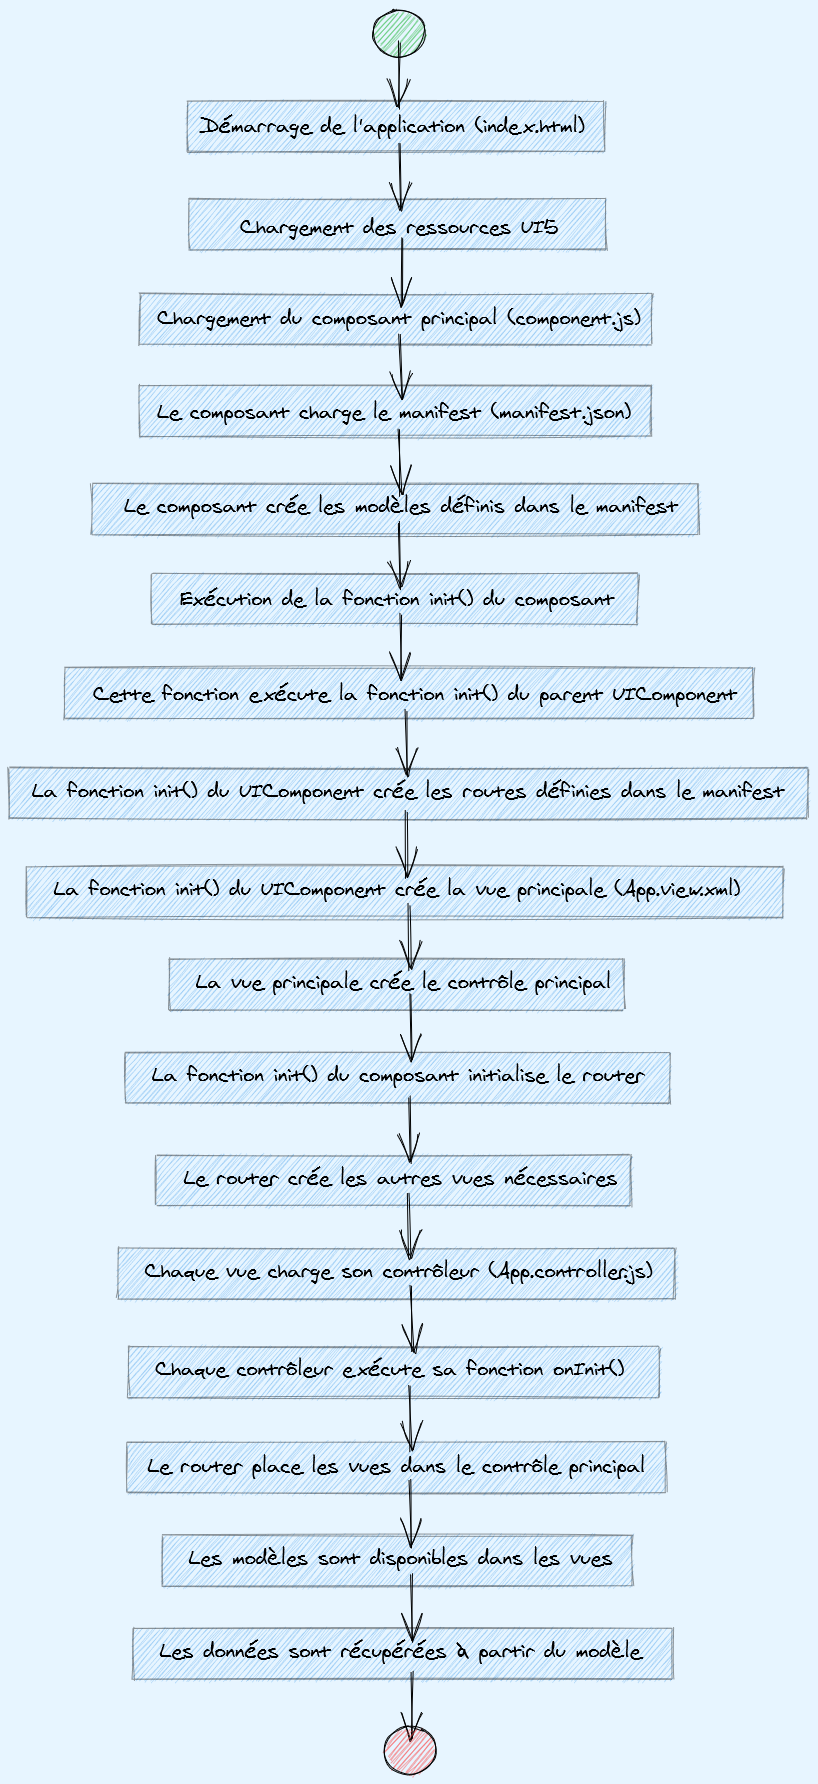 Démarrage de l'application (index.html)
Chargement des ressources UI5
Chargement du composant principal (component.js)
Le composant charge le manifest (manifest.json)
Le composant crée les modèles définis dans le manifest
Exécution de la fonction init() du composant
Cette fonction exécute la fonction init() du parent UIComponent
La fonction init() du UIComponent crée les routes définies dans le manifest
La fonction init() du UIComponent crée la vue principale (App.view.xml)
La vue principale crée le contrôle principal
La fonction init() du composant initialise le router
Le router crée les autres vues nécessaires
Chaque vue charge son contrôleur (App.controller.js)
Chaque contrôleur exécute sa fonction onInit()
Le router place les vues dans le contrôle principal
Les modèles sont disponibles dans les vues
Les données sont récupérées à partir du modèle